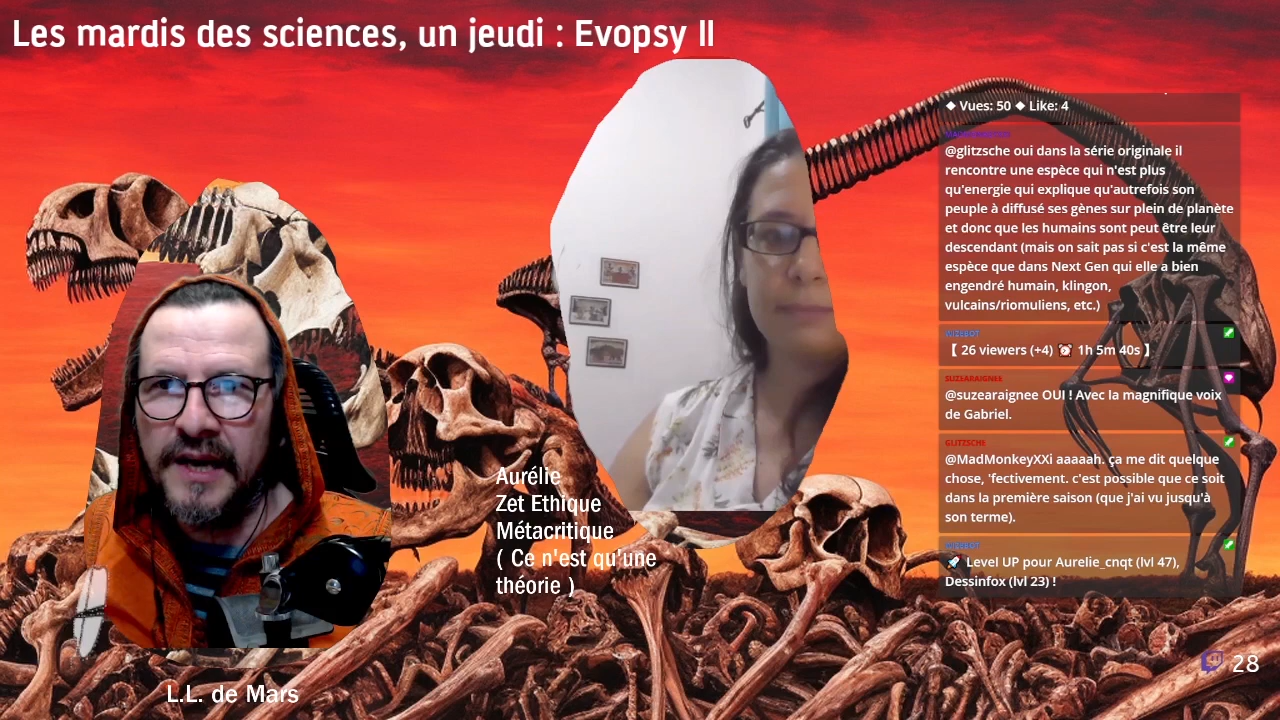 Les mardis des sciences, un jeudi : Evopsy II
◆ Vues: 50 ◆ Like: 4
@glitzsche oui dans la série originale il
rencontre une espèce qui n'est plus
qu'energie qui explique qu'autrefois son
peuple à diffusé ses gènes sur plein de planète
et donc que les humains sont peut être leur
descendant (mais on sait pas si c'est la même
espèce que dans Next Gen qui elle a bien
engendré humain, klingon,
vulcains/riomuliens, etc.)
【 26 viewers (+4) ⏰ 1h 5m 40s 】
SUZEARAIGNEE
@suzearaignee OUI ! Avec la magnifique voix
de Gabriel.
GLITZSCHE
@MadMonkeyXXi aaaaah. ça me dit quelque
chose, 'fectivement. c'est possible que ce soit
dans la première saison (que j'ai vu jusqu'à
son terme).
🚀 Level UP pour Aurelie_cnqt (lvl 47),
Dessinfox (lvl 23) !
Aurélie
Zet Ethique
Métacritique
( Ce n'est qu'une
théorie )
28
L.L. de Mars